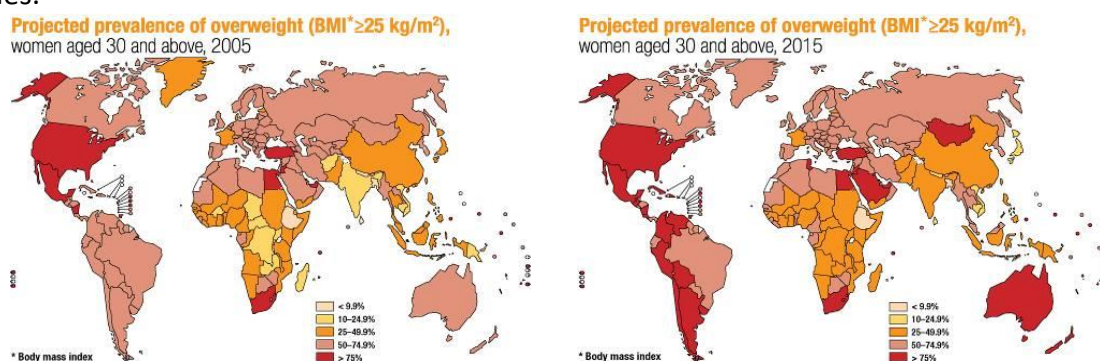 Projected prevalence of overweight (BMI*≥25 kg/m²),
women aged 30 and above, 2005
< 9.9%
10–24.9%
25–49.9%
50–74.9%
> 75%
* Body mass index
Projected prevalence of overweight (BMI*≥25 kg/m²),
women aged 30 and above, 2015
< 9.9%
10–24.9%
25–49.9%
50–74.9%
> 75%
* Body mass index